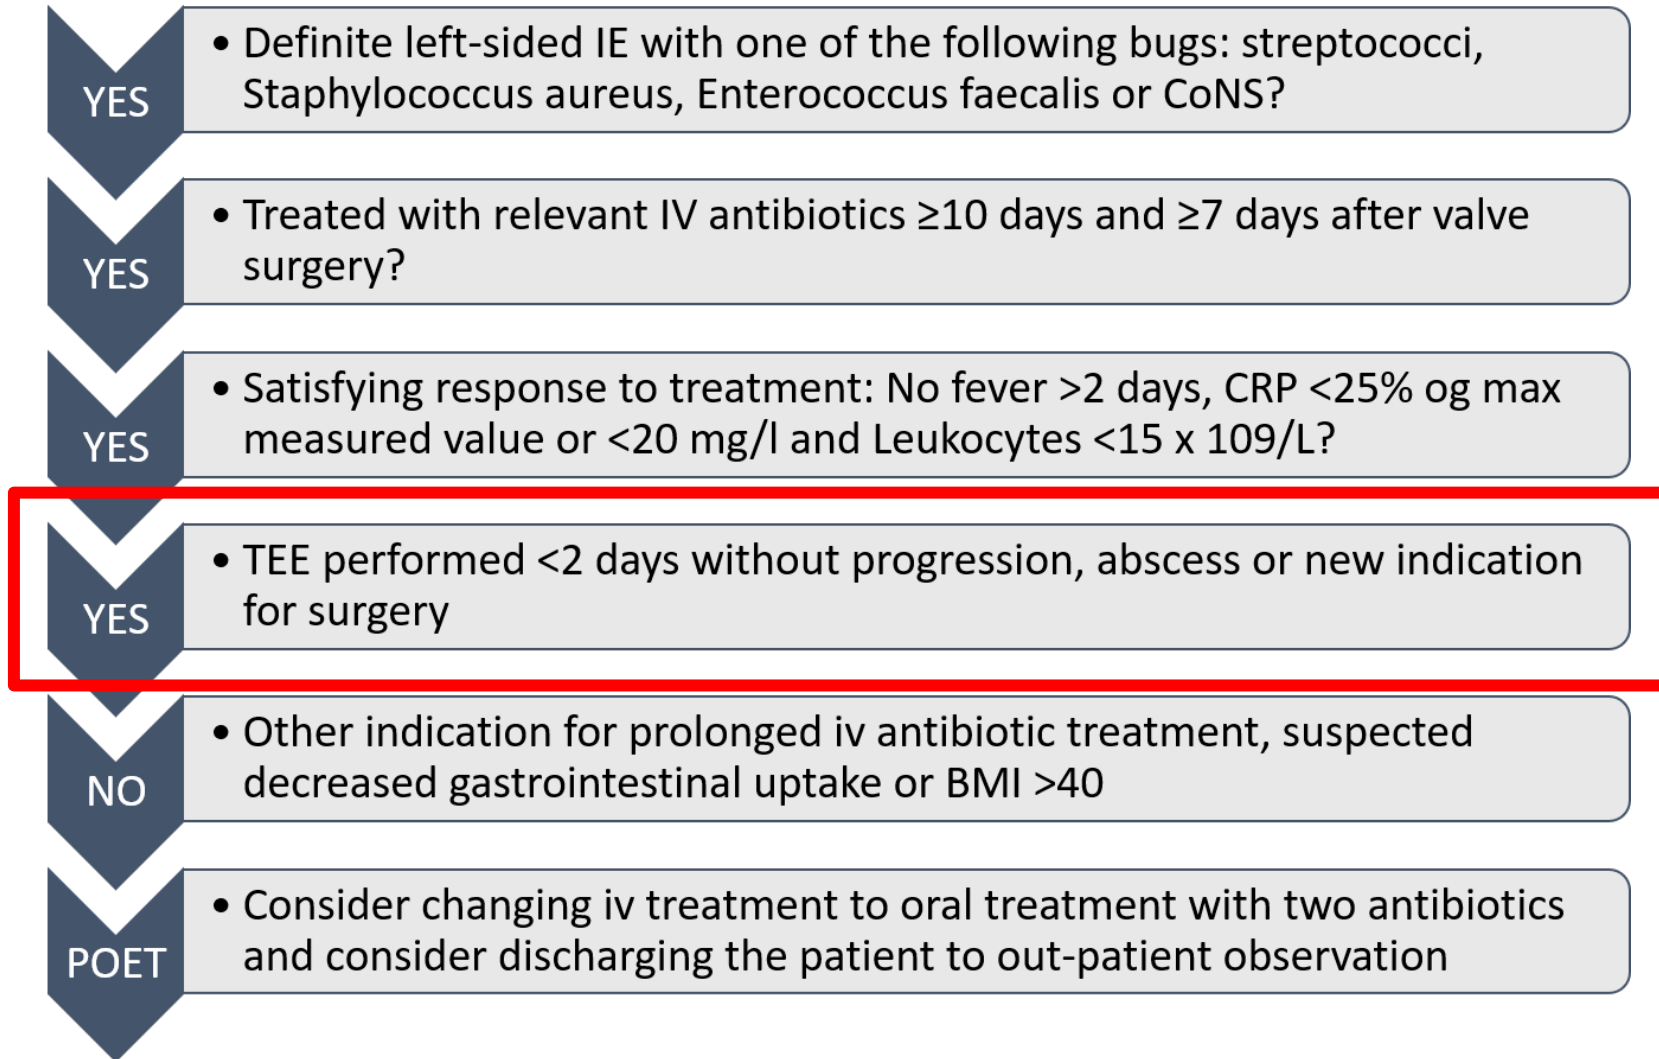 • Definite left-sided IE with one of the following bugs: streptococci,
Staphylococcus aureus, Enterococcus faecalis or CoNS?
YES
• Treated with relevant IV antibiotics ≥10 days and ≥7 days after valve
surgery?
YES
• Satisfying response to treatment: No fever >2 days, CRP <25% og max
measured value or <20 mg/l and Leukocytes <15 x 109/L?
YES
• TEE performed <2 days without progression, abscess or new indication
for surgery
YES
• Other indication for prolonged iv antibiotic treatment, suspected
decreased gastrointestinal uptake or BMI >40
NO
• Consider changing iv treatment to oral treatment with two antibiotics
and consider discharging the patient to out-patient observation
POET